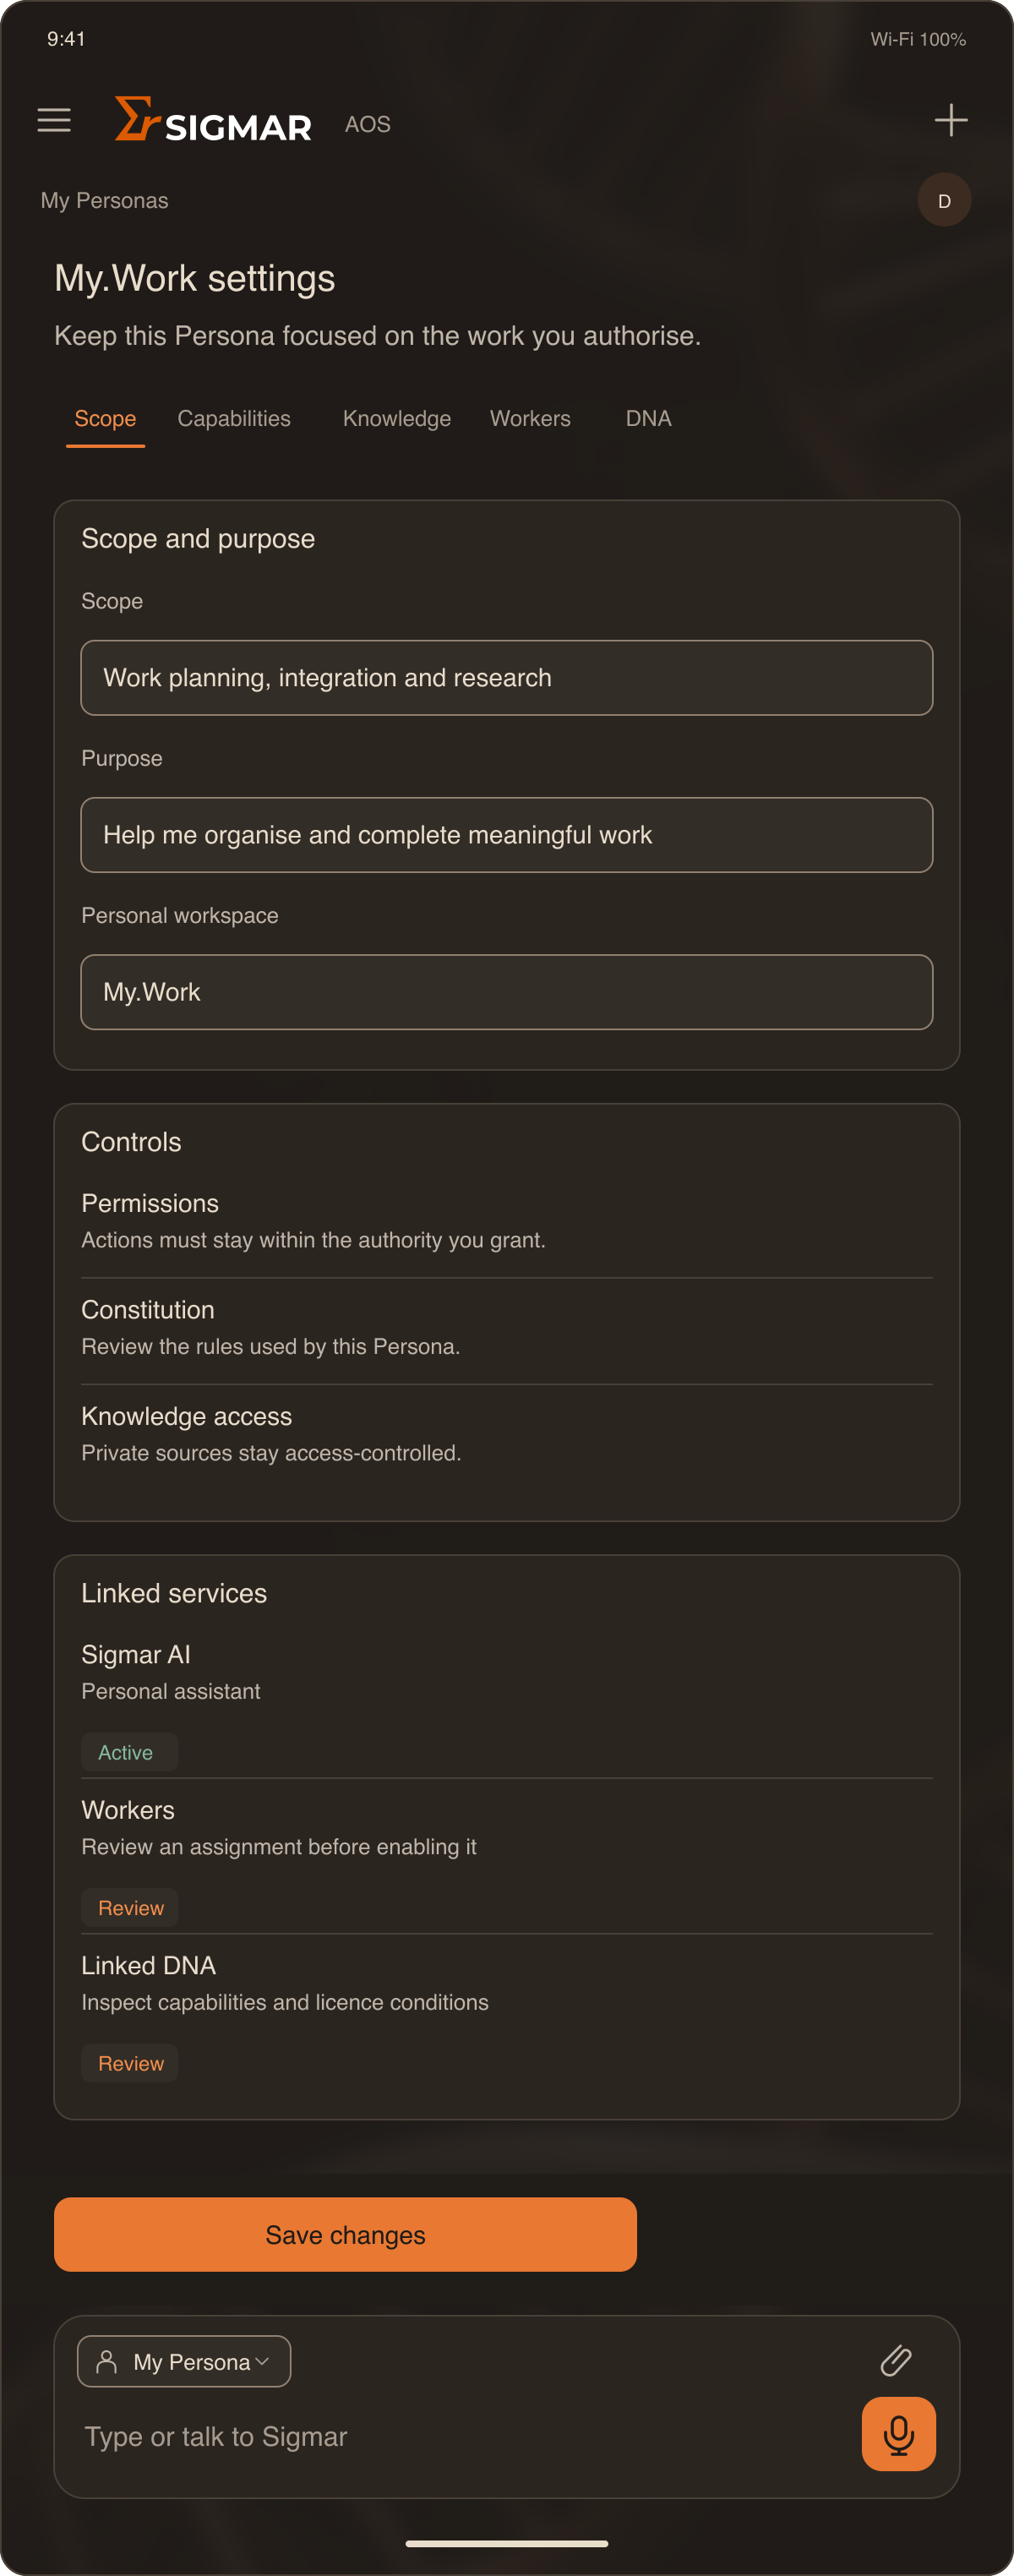 9:41
Wi-Fi 100%
Σr SIGMAR AOS
My Personas
D
My.Work settings
Keep this Persona focused on the work you authorise.
Scope Capabilities Knowledge Workers DNA
Scope and purpose
Scope
Work planning, integration and research
Purpose
Help me organise and complete meaningful work
Personal workspace
My.Work
Controls
Permissions
Actions must stay within the authority you grant.
Constitution
Review the rules used by this Persona.
Knowledge access
Private sources stay access-controlled.
Linked services
Sigmar AI
Personal assistant
Active
Workers
Review an assignment before enabling it
Review
Linked DNA
Inspect capabilities and licence conditions
Review
Save changes
My Persona
Type or talk to Sigmar